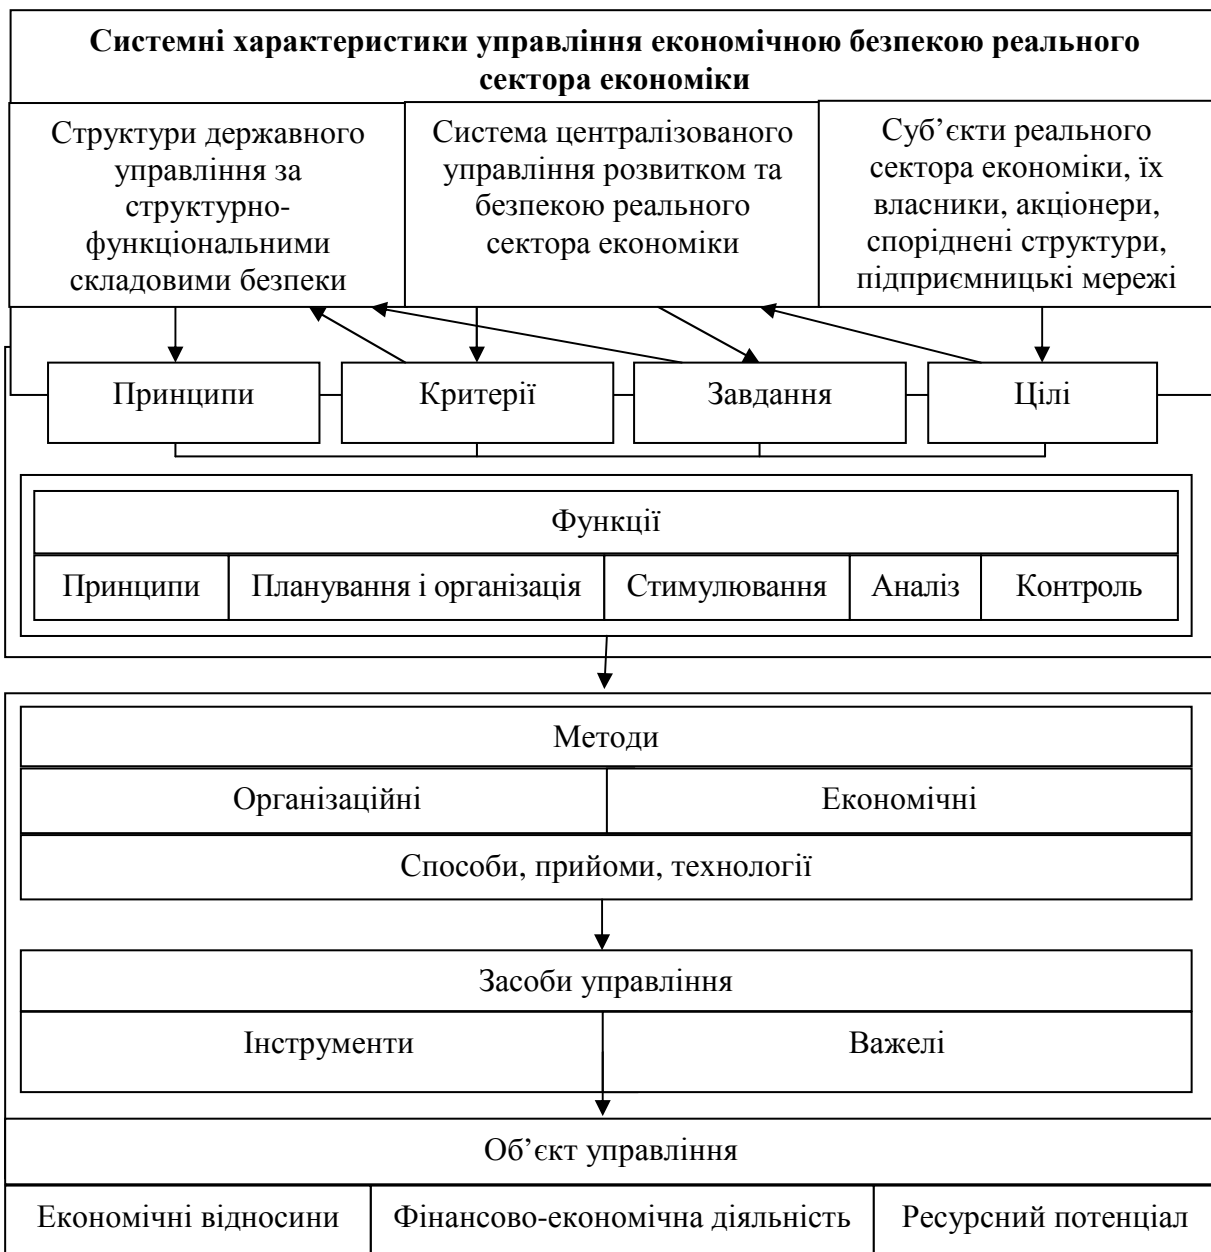 Системні характеристики управління економічною безпекою реального
сектора економіки
Структури державного
управління за
структурно-
функціональними
складовими безпеки
Система централізованого
управління розвитком та
безпекою реального
сектора економіки
Суб’єкти реального
сектора економіки, їх
власники, акціонери,
споріднені структури,
підприємницькі мережі
Принципи
Критерії
Завдання
Цілі
Функції
Принципи
Планування і організація
Стимулювання
Аналіз
Контроль
Методи
Організаційні
Економічні
Способи, прийоми, технології
Засоби управління
Інструменти
Важелі
Об’єкт управління
Економічні відносини
Фінансово-економічна діяльність
Ресурсний потенціал